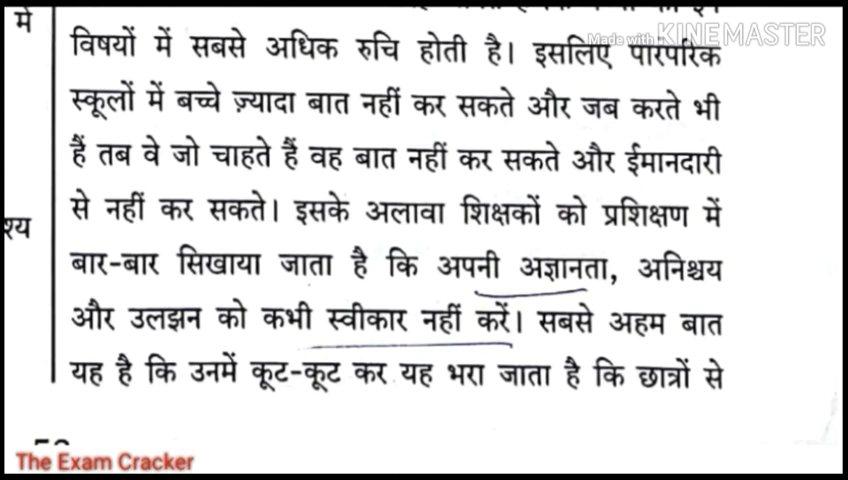 में
Made with KINEMASTER
विषयों में सबसे अधिक रुचि होती है। इसलिए पारंपरिक
स्कूलों में बच्चे ज़्यादा बात नहीं कर सकते और जब करते भी
हैं तब वे जो चाहते हैं वह बात नहीं कर सकते और ईमानदारी
से नहीं कर सकते। इसके अलावा शिक्षकों को प्रशिक्षण में
श्य
बार-बार सिखाया जाता है कि अपनी अज्ञानता, अनिश्चय
और उलझन को कभी स्वीकार नहीं करें। सबसे अहम बात
यह है कि उनमें कूट-कूट कर यह भरा जाता है कि छात्रों से
The Exam Cracker